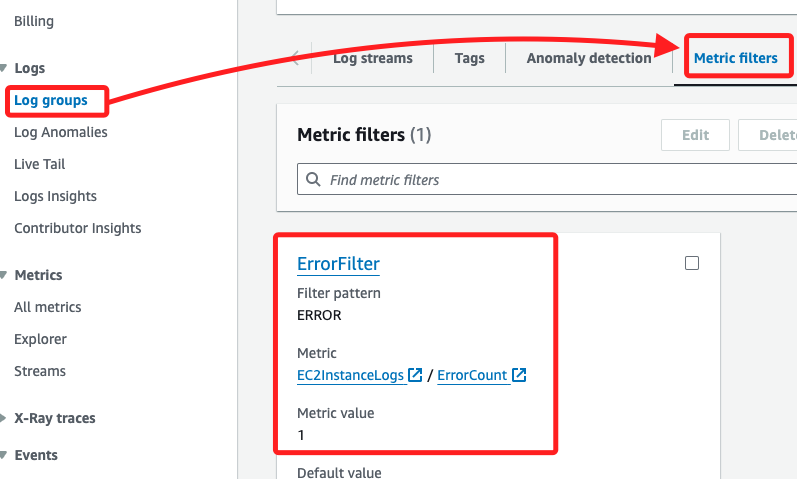 Billing
Logs
Log groups
Log Anomalies
Live Tail
Logs Insights
Contributor Insights
Metrics
All metrics
Explorer
Streams
X-Ray traces
Events
Log streams
Tags
Anomaly detection
Metric filters
Metric filters (1)
Edit
Delete
Find metric filters
ErrorFilter
Filter pattern
ERROR
Metric
EC2InstanceLogs / ErrorCount
Metric value
1
Default value